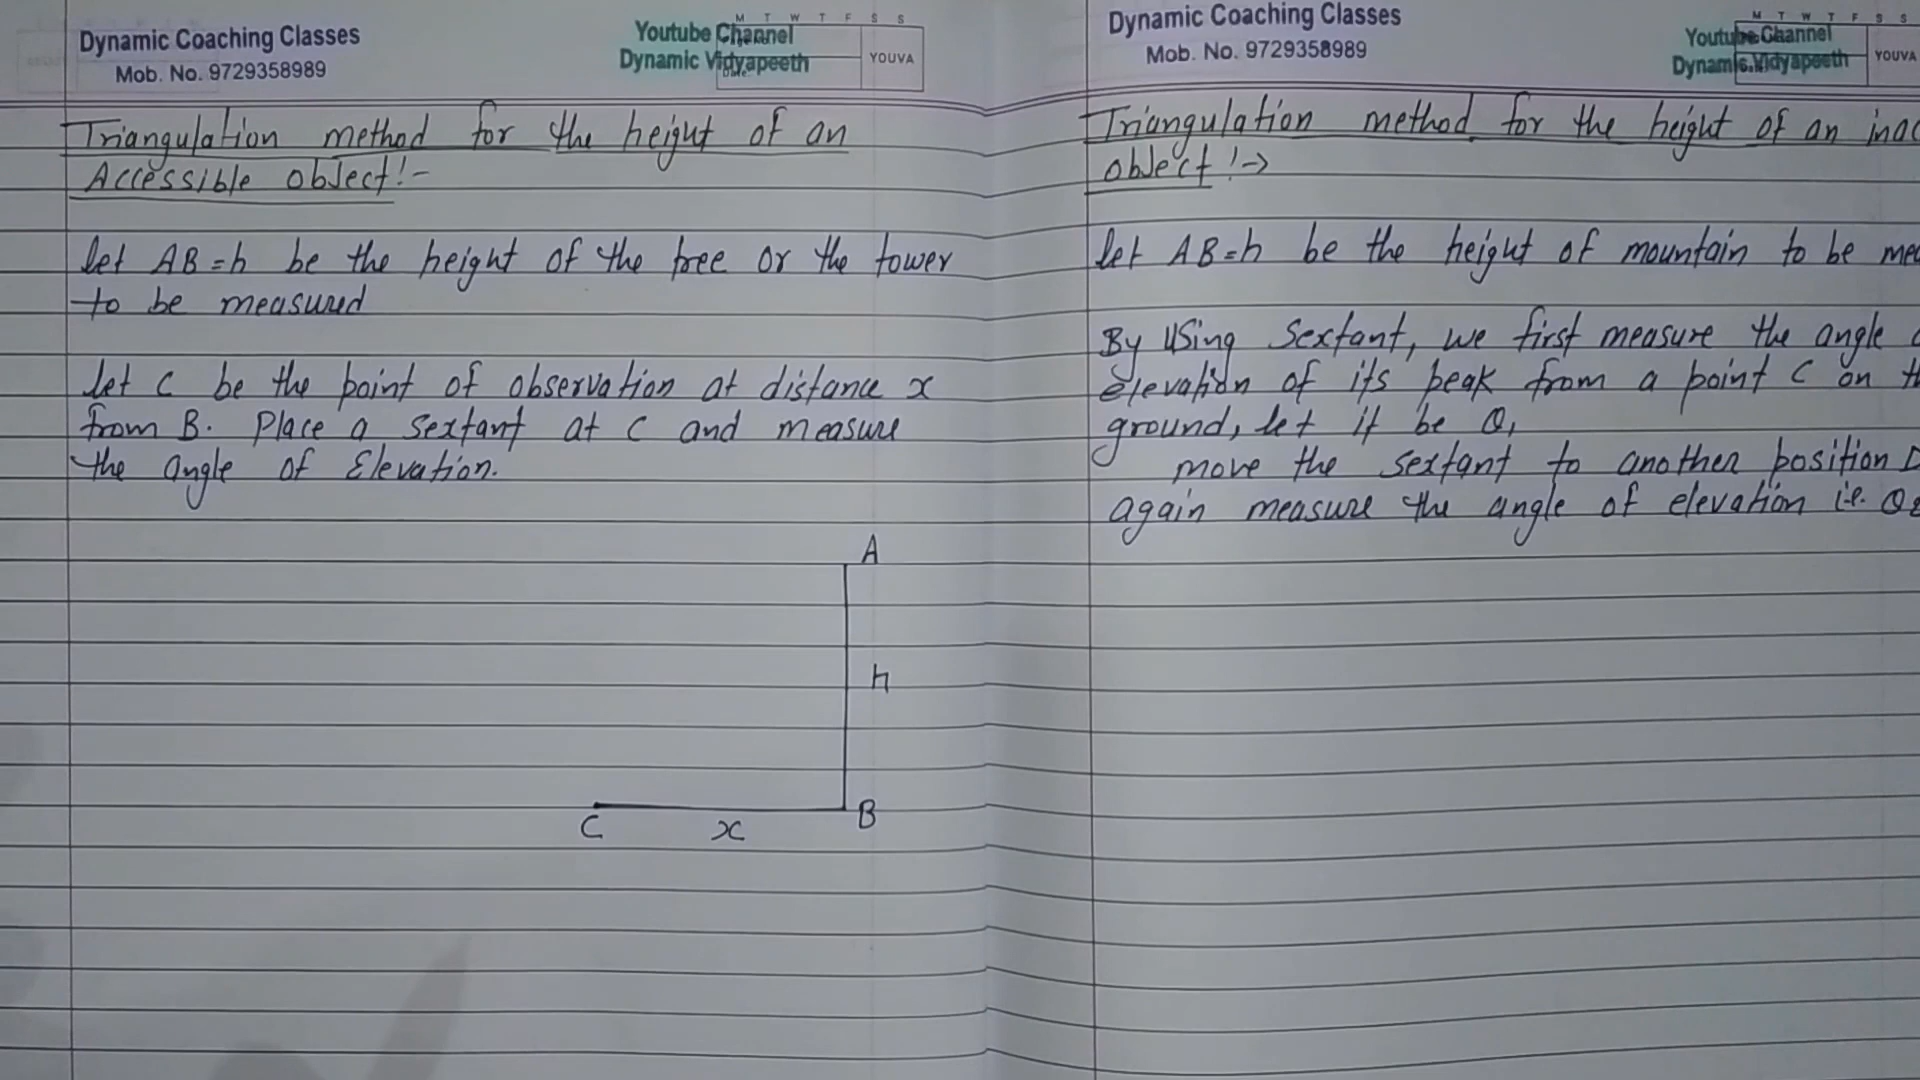 Dynamic Coaching Classes
Mob. No. 9729358989
Youtube Channel
Dynamic Vidyapeeth
M T W T F S S
YOUVA
Triangulation method for the height of an
Accessible object:-
let AB=h be the height of the tree or the tower
to be measured
let C be the point of observation at distance x
from B. Place a sextant at C and measure
the angle of Elevation.
A
h
C x B
Dynamic Coaching Classes
Mob. No. 9729358989
Youtube Channel
Dynamic Vidyapeeth
M T W T F S S
YOUVA
Triangulation method for the height of an inac
object :->
let AB=h be the height of mountain to be mea
By Using Sextant, we first measure the angle o
elevation of its peak from a point C on th
ground, let it be θ₁
move the sextant to another position D
again measure the angle of elevation i.e. θ₂